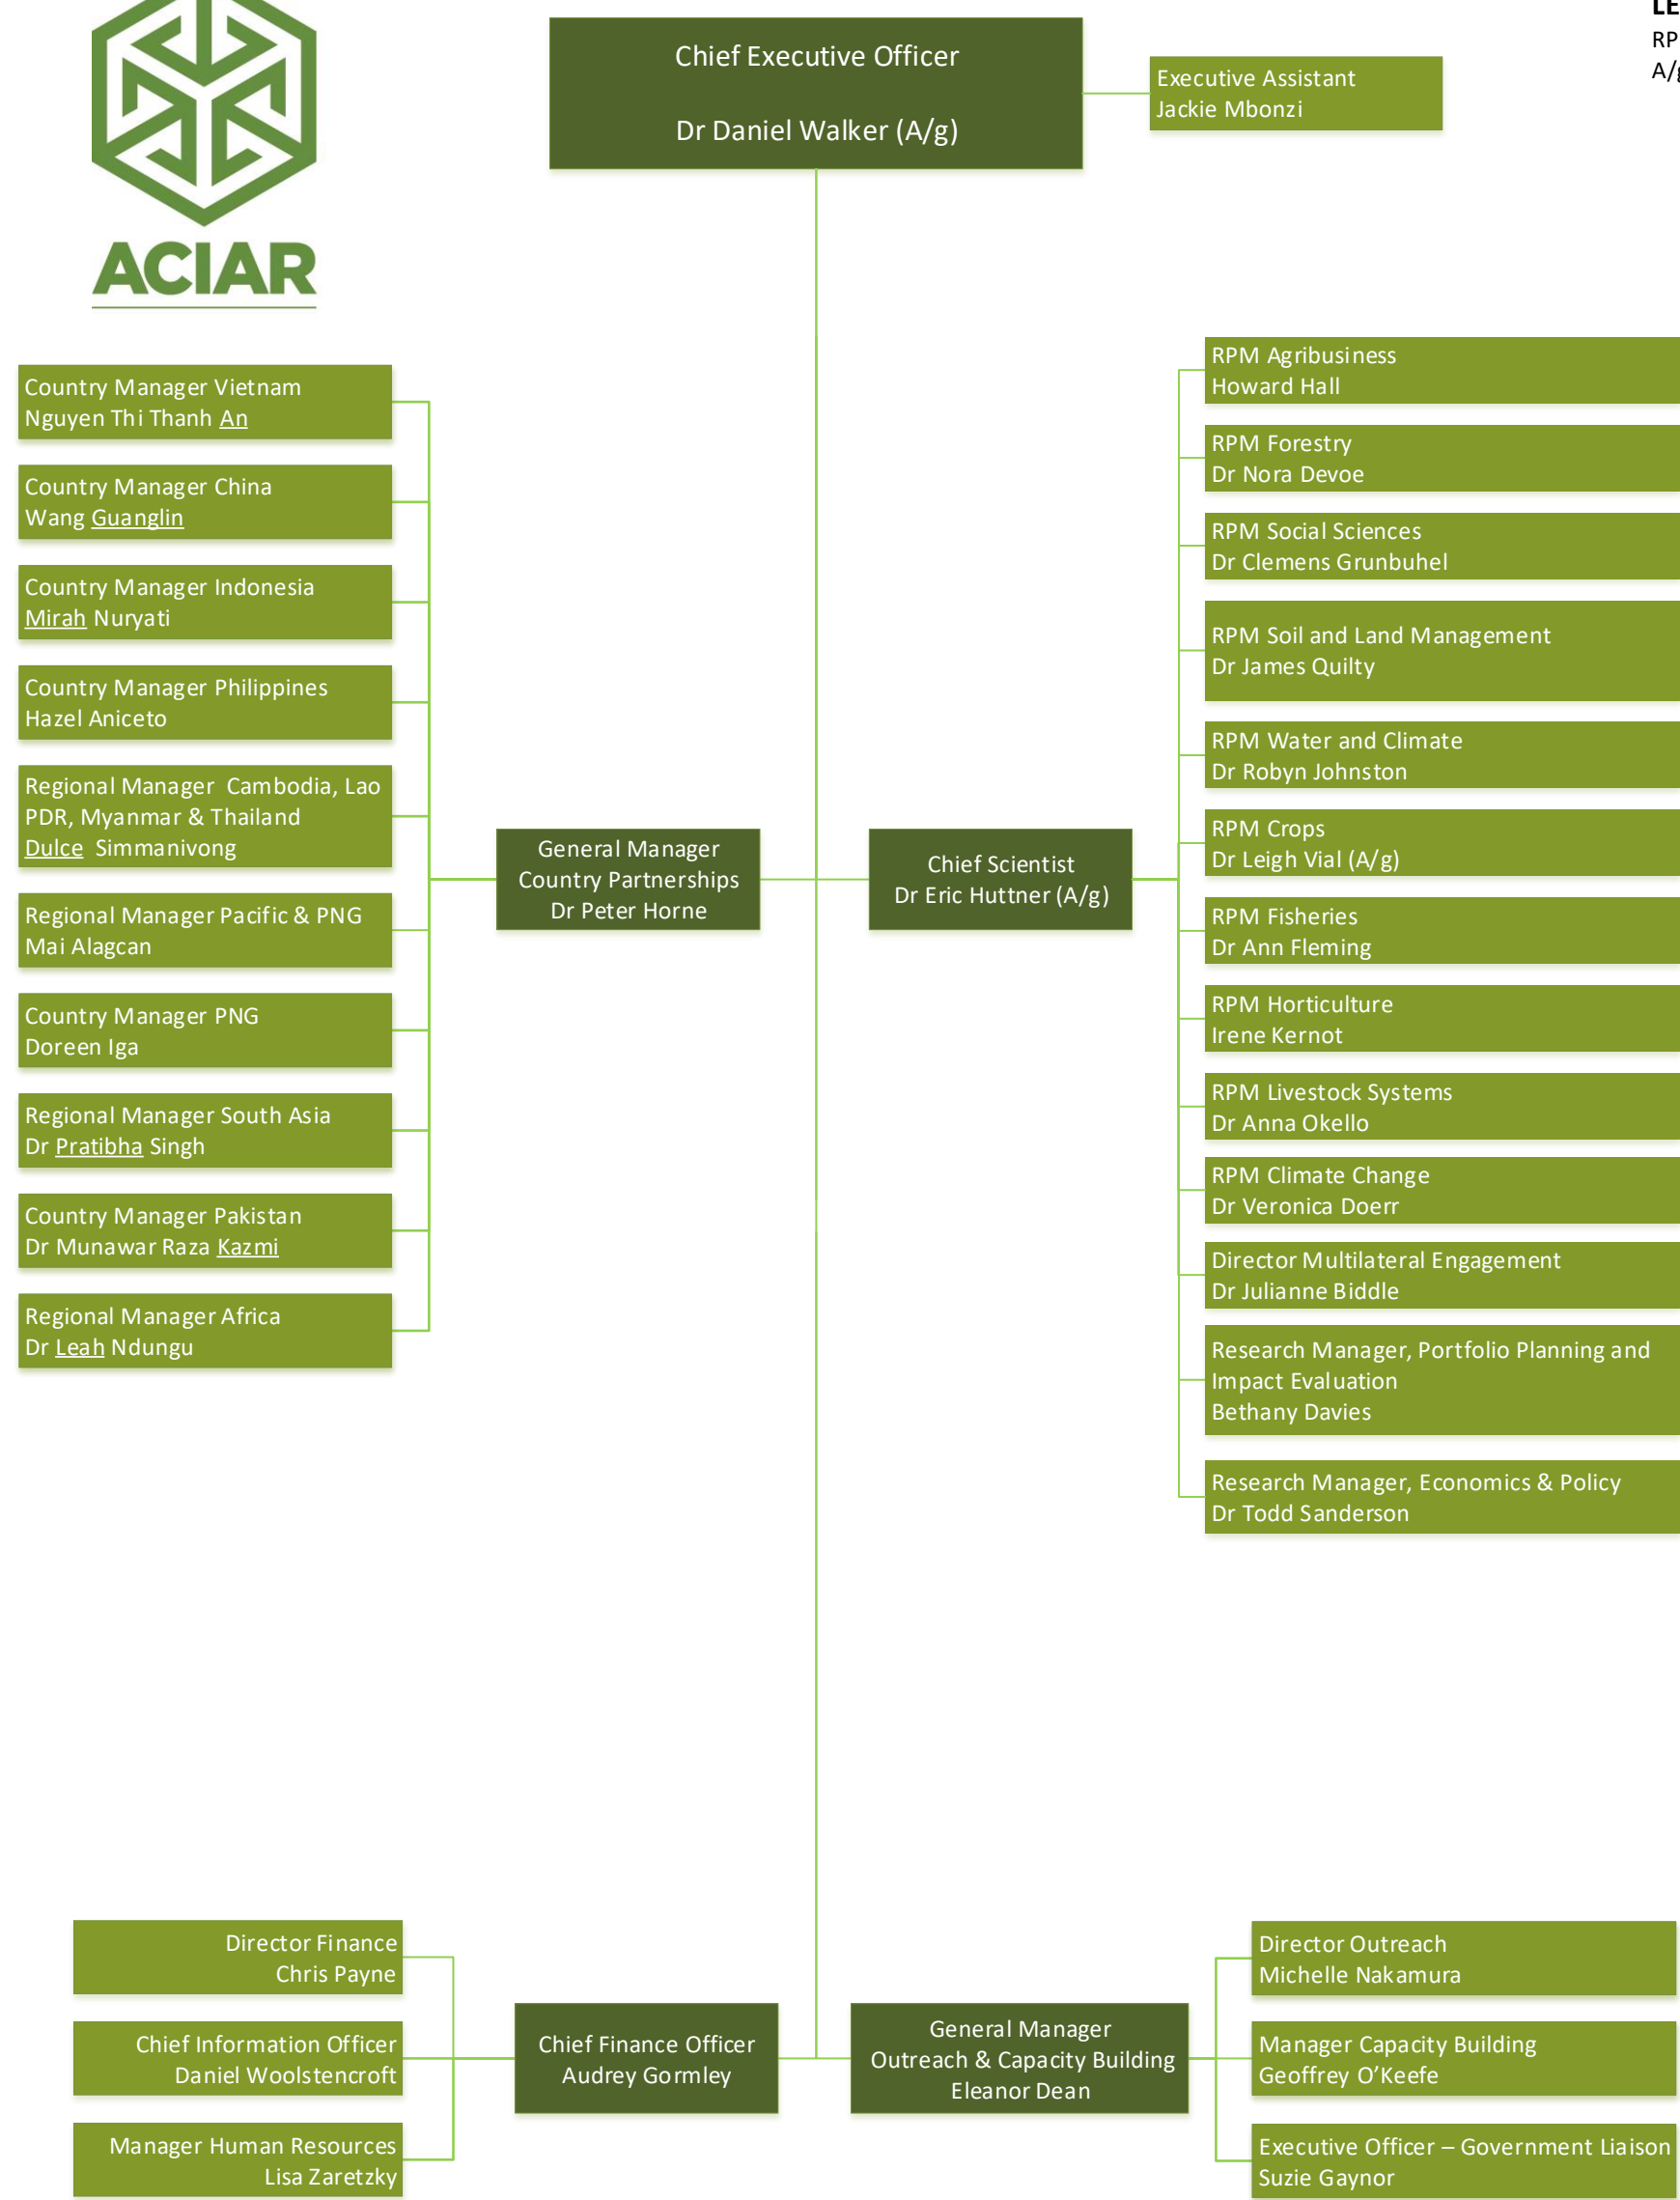 ACIAR
Chief Executive Officer
Dr Daniel Walker (A/g)
Executive Assistant
Jackie Mbonzi
Country Manager Vietnam
Nguyen Thi Thanh An
Country Manager China
Wang Guanglin
Country Manager Indonesia
Mirah Nuryati
Country Manager Philippines
Hazel Aniceto
Regional Manager Cambodia, Lao
PDR, Myanmar & Thailand
Dulce Simmanivong
Regional Manager Pacific & PNG
Mai Alagcan
Country Manager PNG
Doreen Iga
Regional Manager South Asia
Dr Pratibha Singh
Country Manager Pakistan
Dr Munawar Raza Kazmi
Regional Manager Africa
Dr Leah Ndungu
General Manager
Country Partnerships
Dr Peter Horne
Chief Scientist
Dr Eric Huttner (A/g)
RPM Agribusiness
Howard Hall
RPM Forestry
Dr Nora Devoe
RPM Social Sciences
Dr Clemens Grunbuhel
RPM Soil and Land Management
Dr James Quilty
RPM Water and Climate
Dr Robyn Johnston
RPM Crops
Dr Leigh Vial (A/g)
RPM Fisheries
Dr Ann Fleming
RPM Horticulture
Irene Kernot
RPM Livestock Systems
Dr Anna Okello
RPM Climate Change
Dr Veronica Doerr
Director Multilateral Engagement
Dr Julianne Biddle
Research Manager, Portfolio Planning and
Impact Evaluation
Bethany Davies
Research Manager, Economics & Policy
Dr Todd Sanderson
Director Finance
Chris Payne
Chief Information Officer
Daniel Woolstencroft
Manager Human Resources
Lisa Zaretzky
Chief Finance Officer
Audrey Gormley
General Manager
Outreach & Capacity Building
Eleanor Dean
Director Outreach
Michelle Nakamura
Manager Capacity Building
Geoffrey O’Keefe
Executive Officer – Government Liaison
Suzie Gaynor